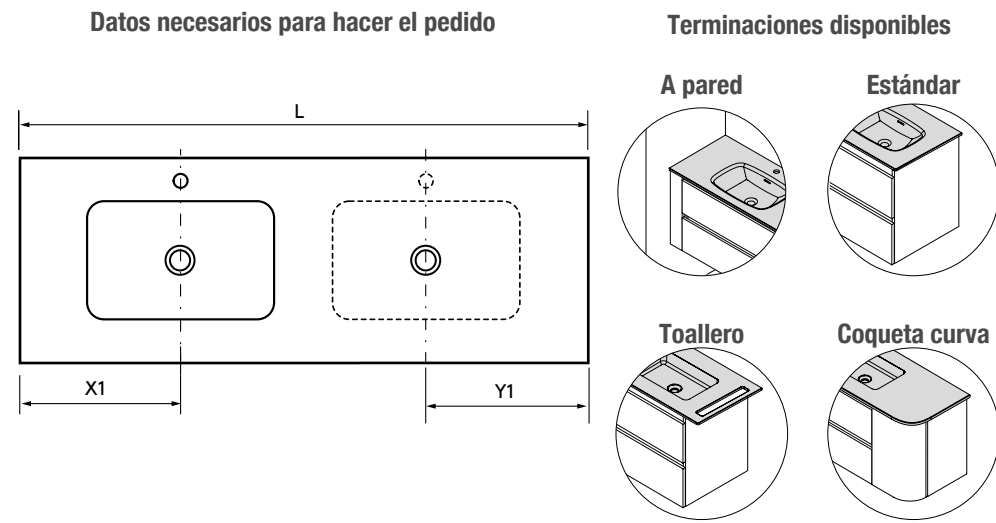 Datos necesarios para hacer el pedido
L
X1
Y1
Terminaciones disponibles
A pared
Estándar
Toallero
Coqueta curva